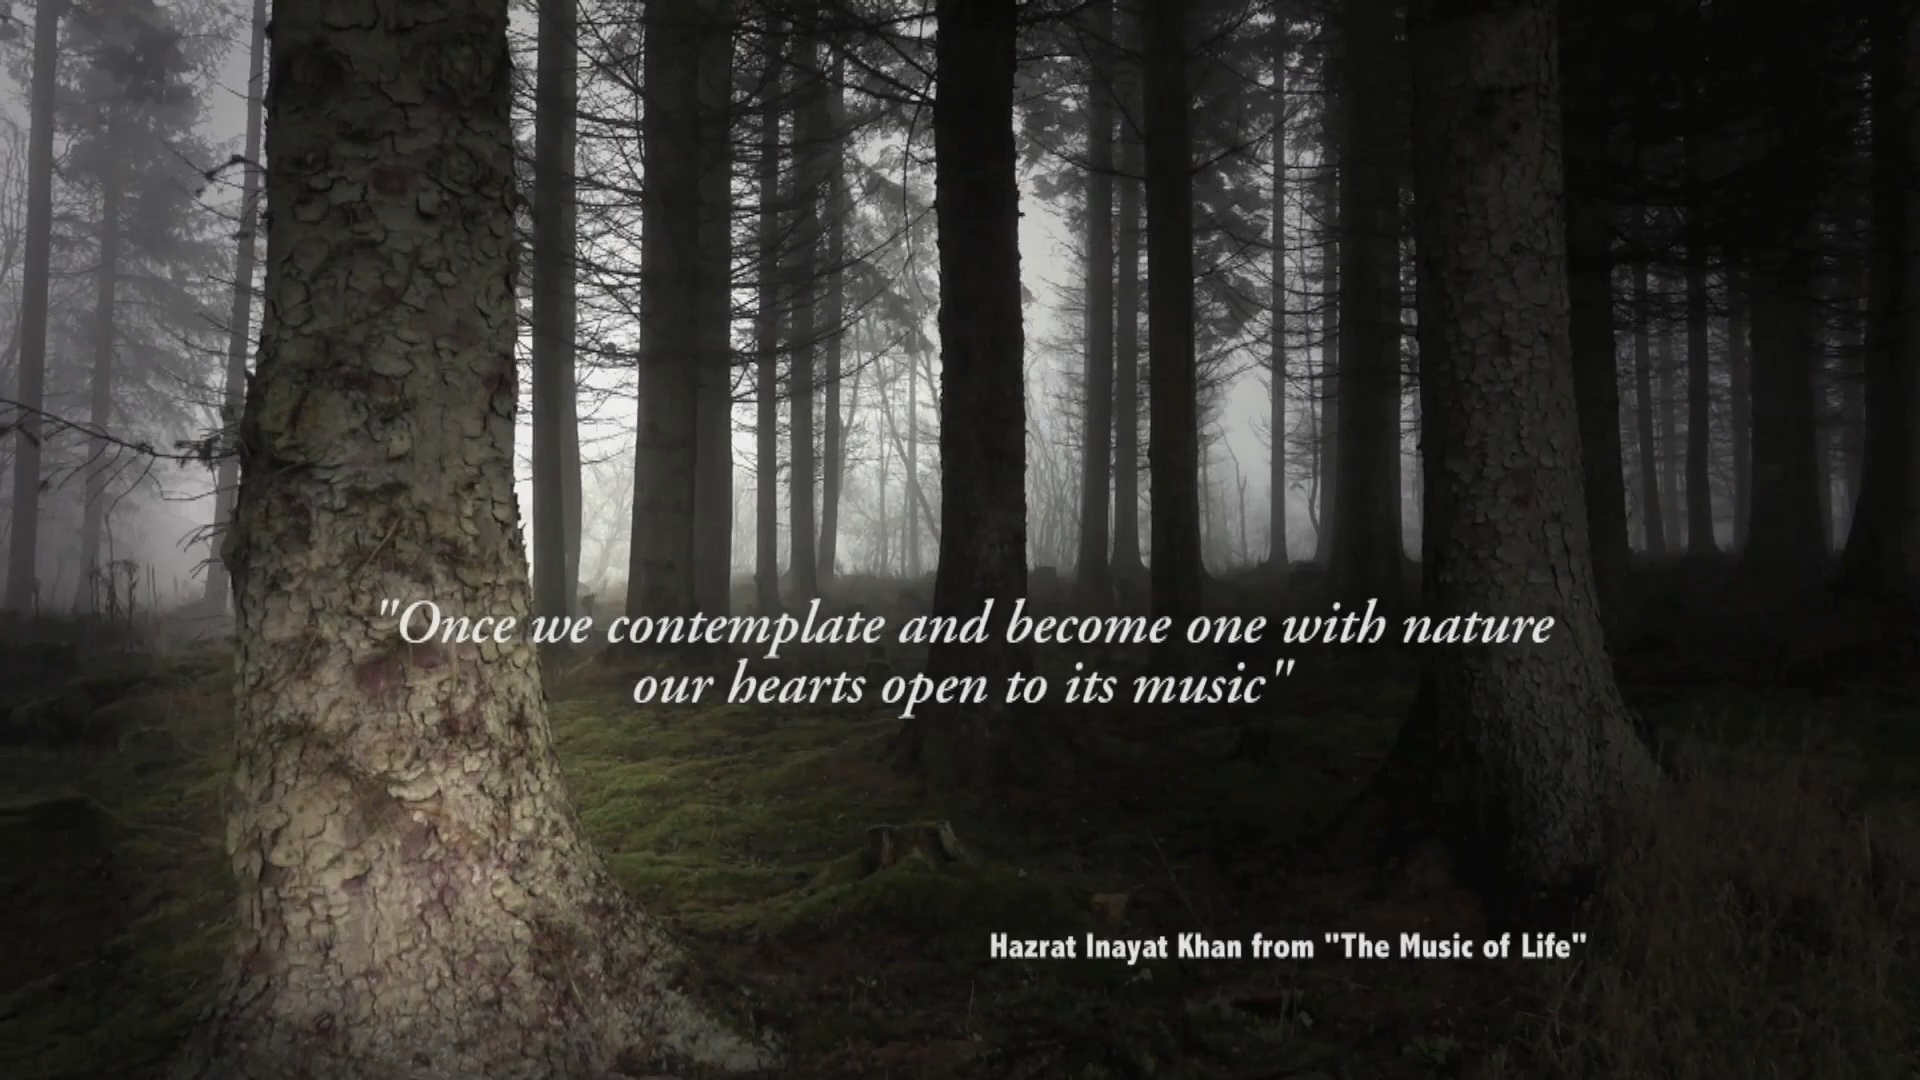 "Once we contemplate and become one with nature
our hearts open to its music"
Hazrat Inayat Khan from "The Music of Life"